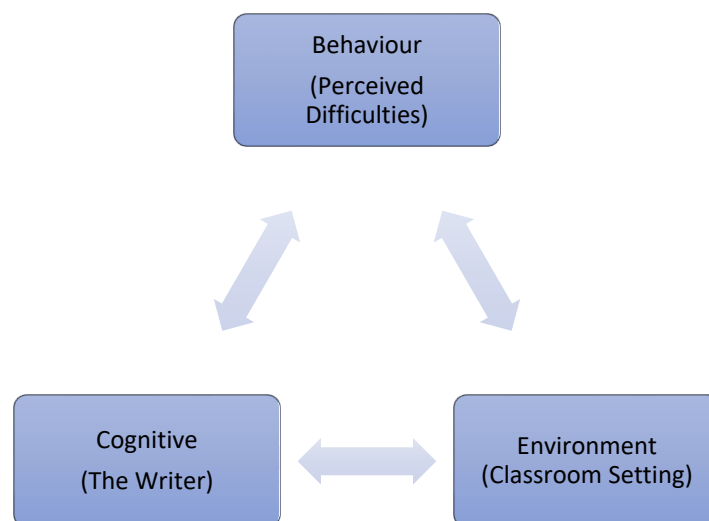 Behaviour
(Perceived
Difficulties)
Cognitive
(The Writer)
Environment
(Classroom Setting)